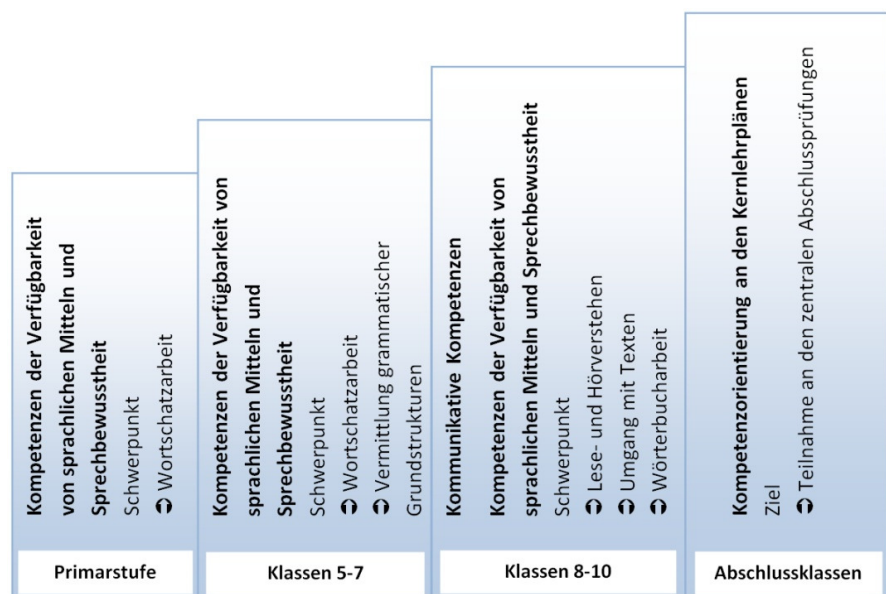 Kompetenzen der Verfügbarkeit
von sprachlichen Mitteln und
Sprechbewusstheit
Schwerpunkt
➲ Wortschatzarbeit
Primarstufe
Kompetenzen der Verfügbarkeit von
sprachlichen Mitteln und
Sprechbewusstheit
Schwerpunkt
➲ Wortschatzarbeit
➲ Vermittlung grammatischer
Grundstrukturen
Klassen 5-7
Kommunikative Kompetenzen
Kompetenzen der Verfügbarkeit von
sprachlichen Mitteln und Sprechbewusstheit
Schwerpunkt
➲ Lese- und Hörverstehen
➲ Umgang mit Texten
➲ Wörterbucharbeit
Klassen 8-10
Kompetenzorientierung an den Kernlehrplänen
Ziel
➲ Teilnahme an den zentralen Abschlussprüfungen
Abschlussklassen